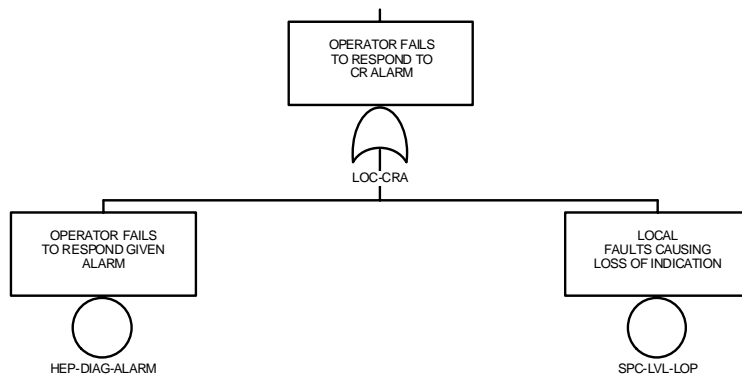 OPERATOR FAILS
TO RESPOND TO
CR ALARM
LOC-CRA
OPERATOR FAILS
TO RESPOND GIVEN
ALARM
HEP-DIAG-ALARM
LOCAL
FAULTS CAUSING
LOSS OF INDICATION
SPC-LVL-LOP